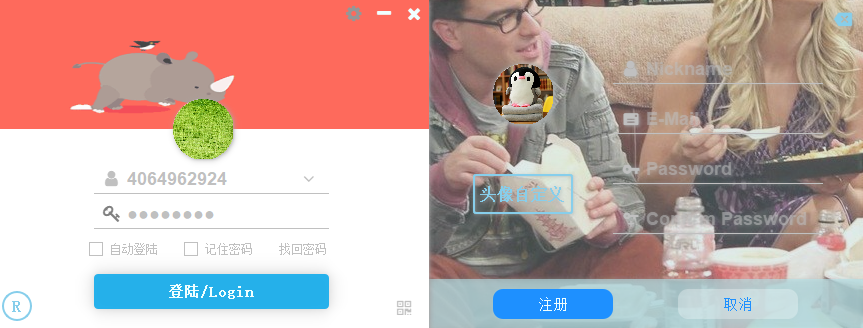 4064962924
自动登陆 记住密码 找回密码
登陆/Login
R
Nickname
E-Mail
Password
头像自定义
Confirm Password
注册 取消